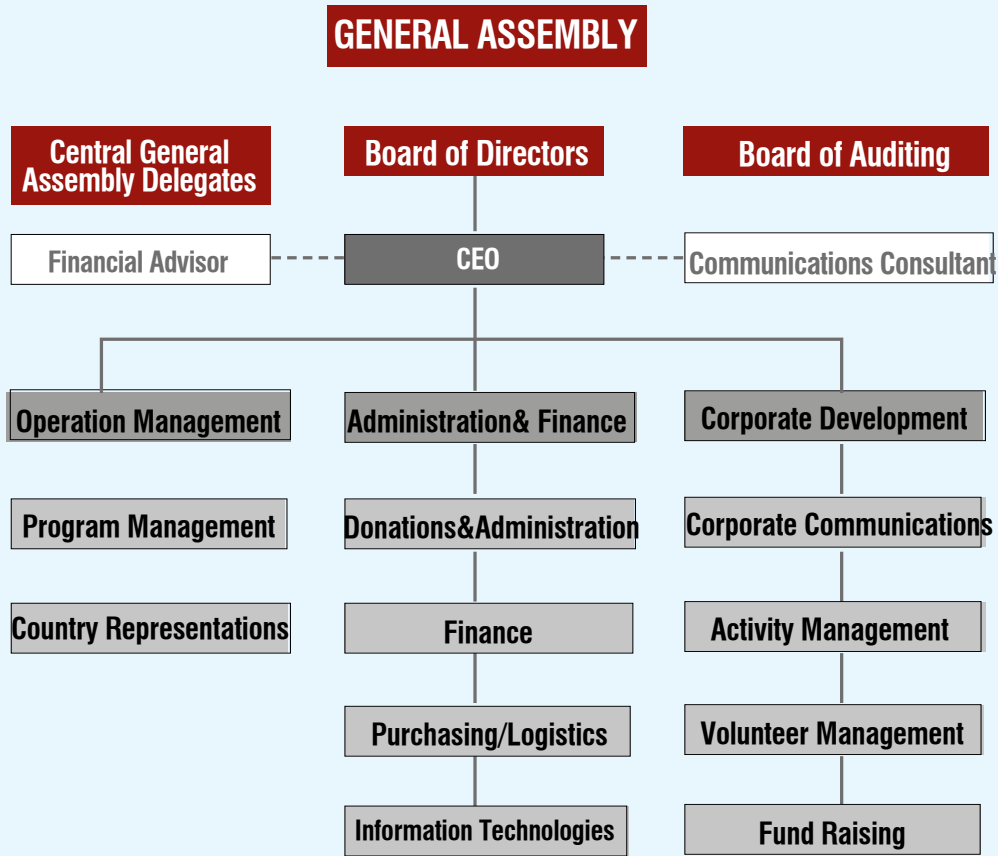 GENERAL ASSEMBLY
Central General
Assembly Delegates
Board of Directors
Board of Auditing
Financial Advisor
CEO
Communications Consultant
Operation Management
Administration& Finance
Corporate Development
Program Management
Donations&Administration
Corporate Communications
Country Representations
Finance
Activity Management
Purchasing/Logistics
Volunteer Management
Information Technologies
Fund Raising